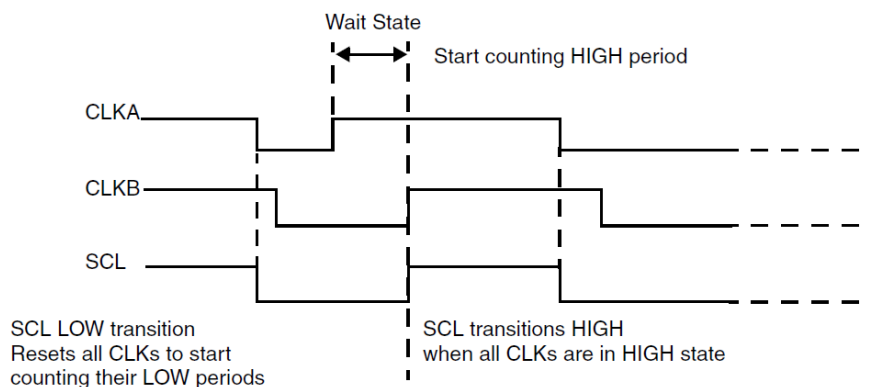 Wait State
Start counting HIGH period
CLKA
CLKB
SCL
SCL LOW transition
Resets all CLKs to start
counting their LOW periods
SCL transitions HIGH
when all CLKs are in HIGH state